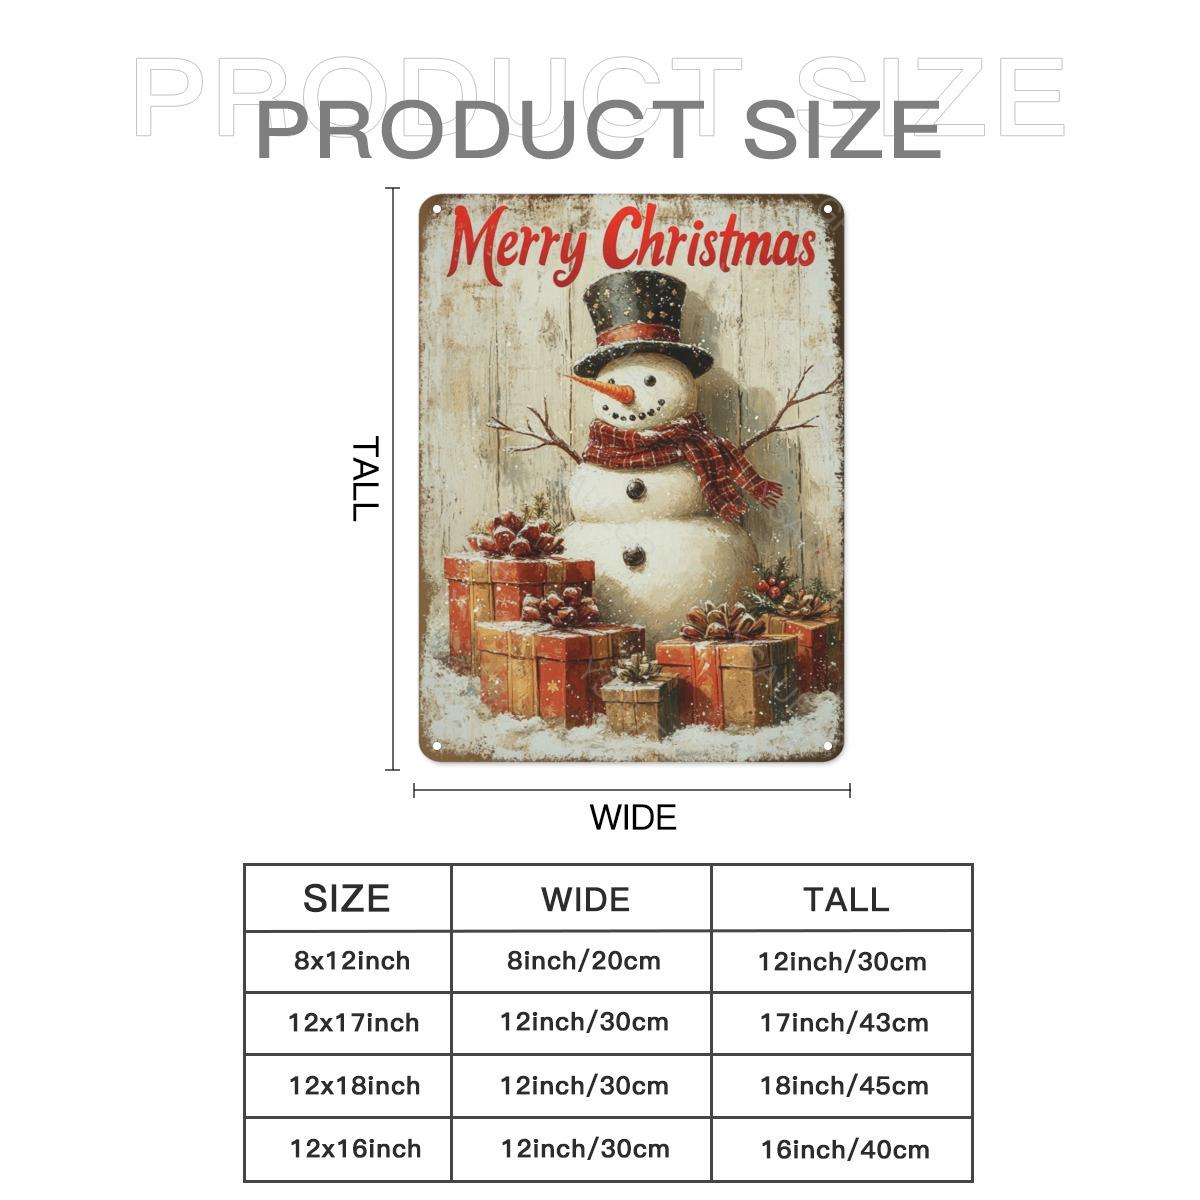 PRODUCT SIZE
PRODUCT SIZE
Merry Christmas
TALL
WIDE
SIZE WIDE TALL
8x12inch 8inch/20cm 12inch/30cm
12x17inch 12inch/30cm 17inch/43cm
12x18inch 12inch/30cm 18inch/45cm
12x16inch 12inch/30cm 16inch/40cm